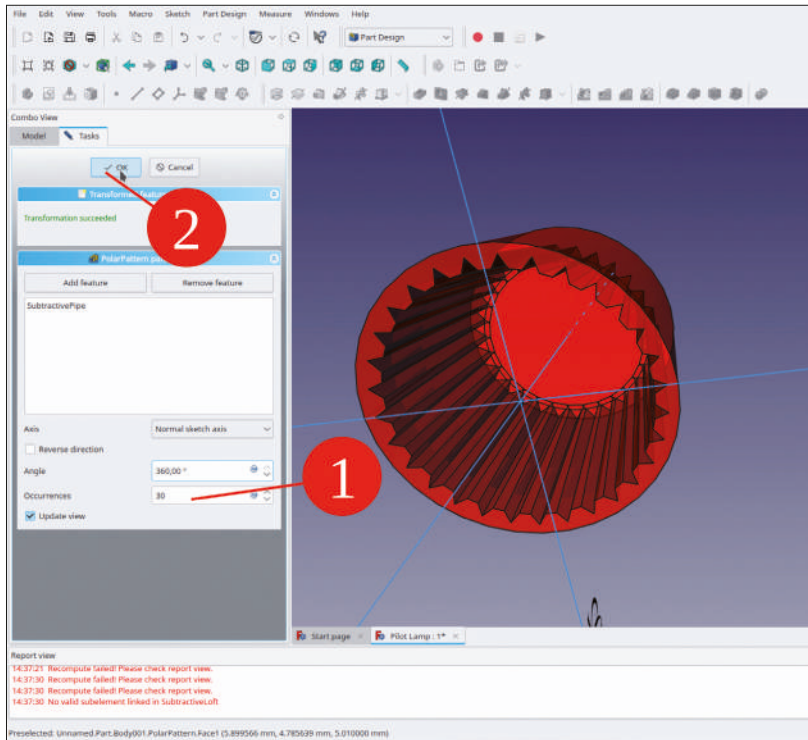 File Edit View Tools Macro Sketch Part Design Measure Windows Help
Part Design
Combo View
Model Tasks
OK Cancel
Transformed feature
Transformation succeeded
2
PolarPattern
Add feature Remove feature
SubtractivePipe
Axis Normal sketch axis
Reverse direction
Angle 360,00 °
1
Occurrences 30
Update view
Start page Pilot Lamp : 1*
Report view
14:37:21 Recompute failed! Please check report view.
14:37:30 Recompute failed! Please check report view.
14:37:30 Recompute failed! Please check report view.
14:37:30 No valid subelement linked in SubtractiveLoft
Preselected: Unnamed.Part.Body001.PolarPattern.Face1 (5.899566 mm, 4.785639 mm, 5.010000 mm)